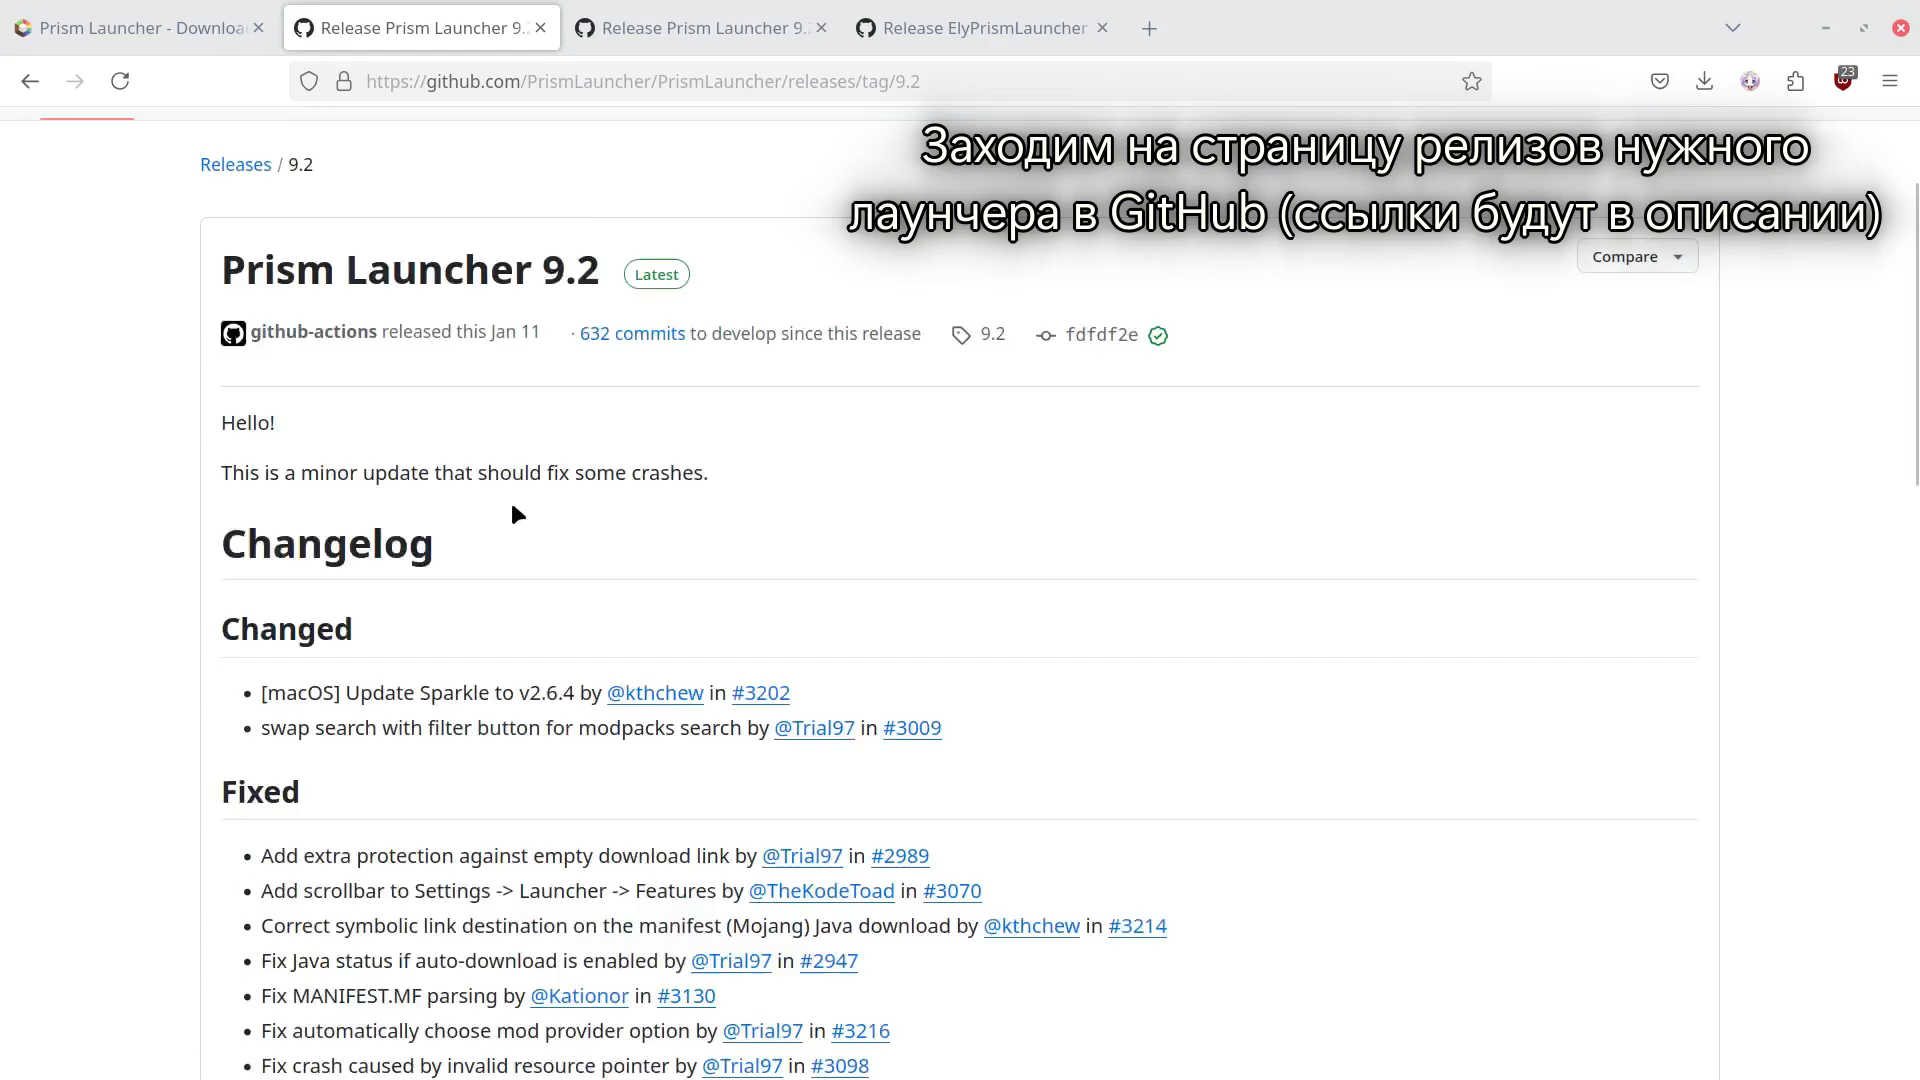 Prism Launcher - Downloa
Release Prism Launcher 9.
Release Prism Launcher 9.
Release ElyPrismLauncher
https://github.com/PrismLauncher/PrismLauncher/releases/tag/9.2
23
Заходим на страницу релизов нужного
лаунчера в GitHub (ссылки будут в описании)
Releases / 9.2
Compare
Prism Launcher 9.2 Latest
github-actions released this Jan 11 · 632 commits to develop since this release 9.2 fdfdf2e
Hello!
This is a minor update that should fix some crashes.
Changelog
Changed
• [macOS] Update Sparkle to v2.6.4 by @kthchew in #3202
• swap search with filter button for modpacks search by @Trial97 in #3009
Fixed
• Add extra protection against empty download link by @Trial97 in #2989
• Add scrollbar to Settings -> Launcher -> Features by @TheKodeToad in #3070
• Correct symbolic link destination on the manifest (Mojang) Java download by @kthchew in #3214
• Fix Java status if auto-download is enabled by @Trial97 in #2947
• Fix MANIFEST.MF parsing by @Kationor in #3130
• Fix automatically choose mod provider option by @Trial97 in #3216
• Fix crash caused by invalid resource pointer by @Trial97 in #3098